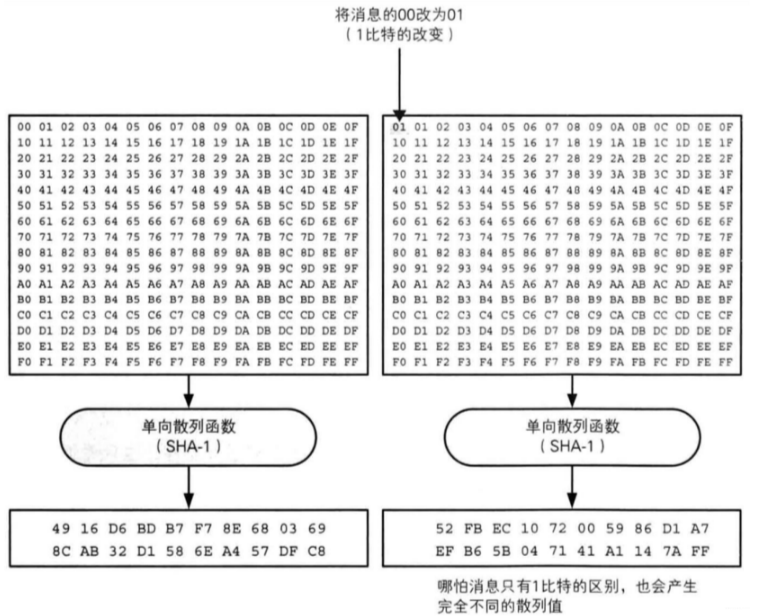 将消息的00改为01
（1比特的改变）
00 01 02 03 04 05 06 07 08 09 0A 0B 0C 0D 0E 0F
10 11 12 13 14 15 16 17 18 19 1A 1B 1C 1D 1E 1F
20 21 22 23 24 25 26 27 28 29 2A 2B 2C 2D 2E 2F
30 31 32 33 34 35 36 37 38 39 3A 3B 3C 3D 3E 3F
40 41 42 43 44 45 46 47 48 49 4A 4B 4C 4D 4E 4F
50 51 52 53 54 55 56 57 58 59 5A 5B 5C 5D 5E 5F
60 61 62 63 64 65 66 67 68 69 6A 6B 6C 6D 6E 6F
70 71 72 73 74 75 76 77 78 79 7A 7B 7C 7D 7E 7F
80 81 82 83 84 85 86 87 88 89 8A 8B 8C 8D 8E 8F
90 91 92 93 94 95 96 97 98 99 9A 9B 9C 9D 9E 9F
A0 A1 A2 A3 A4 A5 A6 A7 A8 A9 AA AB AC AD AE AF
B0 B1 B2 B3 B4 B5 B6 B7 B8 B9 BA BB BC BD BE BF
C0 C1 C2 C3 C4 C5 C6 C7 C8 C9 CA CB CC CD CE CF
D0 D1 D2 D3 D4 D5 D6 D7 D8 D9 DA DB DC DD DE DF
E0 E1 E2 E3 E4 E5 E6 E7 E8 E9 EA EB EC ED EE EF
F0 F1 F2 F3 F4 F5 F6 F7 F8 F9 FA FB FC FD FE FF
单向散列函数
（SHA-1）
49 16 D6 BD B7 F7 8E 68 03 69
8C AB 32 D1 58 6E A4 57 DF C8
01 01 02 03 04 05 06 07 08 09 0A 0B 0C 0D 0E 0F
10 11 12 13 14 15 16 17 18 19 1A 1B 1C 1D 1E 1F
20 21 22 23 24 25 26 27 28 29 2A 2B 2C 2D 2E 2F
30 31 32 33 34 35 36 37 38 39 3A 3B 3C 3D 3E 3F
40 41 42 43 44 45 46 47 48 49 4A 4B 4C 4D 4E 4F
50 51 52 53 54 55 56 57 58 59 5A 5B 5C 5D 5E 5F
60 61 62 63 64 65 66 67 68 69 6A 6B 6C 6D 6E 6F
70 71 72 73 74 75 76 77 78 79 7A 7B 7C 7D 7E 7F
80 81 82 83 84 85 86 87 88 89 8A 8B 8C 8D 8E 8F
90 91 92 93 94 95 96 97 98 99 9A 9B 9C 9D 9E 9F
A0 A1 A2 A3 A4 A5 A6 A7 A8 A9 AA AB AC AD AE AF
B0 B1 B2 B3 B4 B5 B6 B7 B8 B9 BA BB BC BD BE BF
C0 C1 C2 C3 C4 C5 C6 C7 C8 C9 CA CB CC CD CE CF
D0 D1 D2 D3 D4 D5 D6 D7 D8 D9 DA DB DC DD DE DF
E0 E1 E2 E3 E4 E5 E6 E7 E8 E9 EA EB EC ED EE EF
F0 F1 F2 F3 F4 F5 F6 F7 F8 F9 FA FB FC FD FE FF
单向散列函数
（SHA-1）
52 FB EC 10 72 00 59 86 D1 A7
EF B6 5B 04 71 41 A1 14 7A FF
哪怕消息只有1比特的区别，也会产生
完全不同的散列值